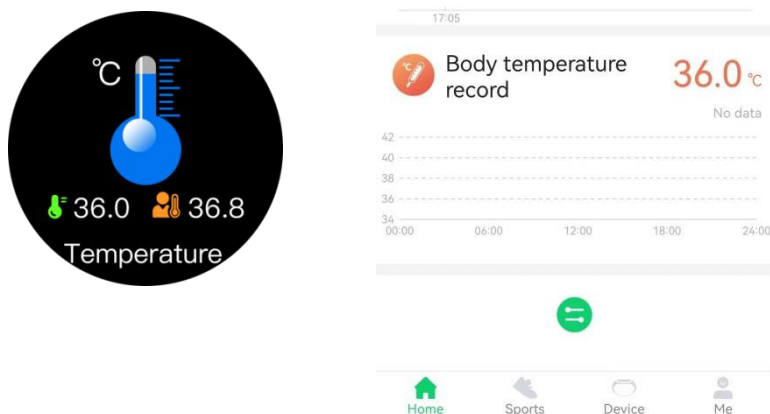 °C
36.0 36.8
Temperature
17:05
°C
Body temperature
record
36.0 °C
No data
42
40
38
36
34
00:00 06:00 12:00 18:00 24:00
Home Sports Device Me